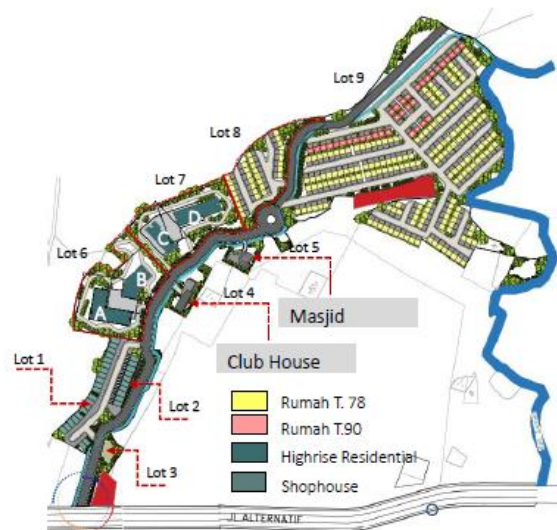 Lot 9
Lot 8
Lot 7
D
C
Lot 6
B
A
Lot 5
Masjid
Lot 4
Club House
Lot 1
Lot 2
Rumah T. 78
Rumah T.90
Highrise Residential
Shophouse
Lot 3
JL ALTERNATIF